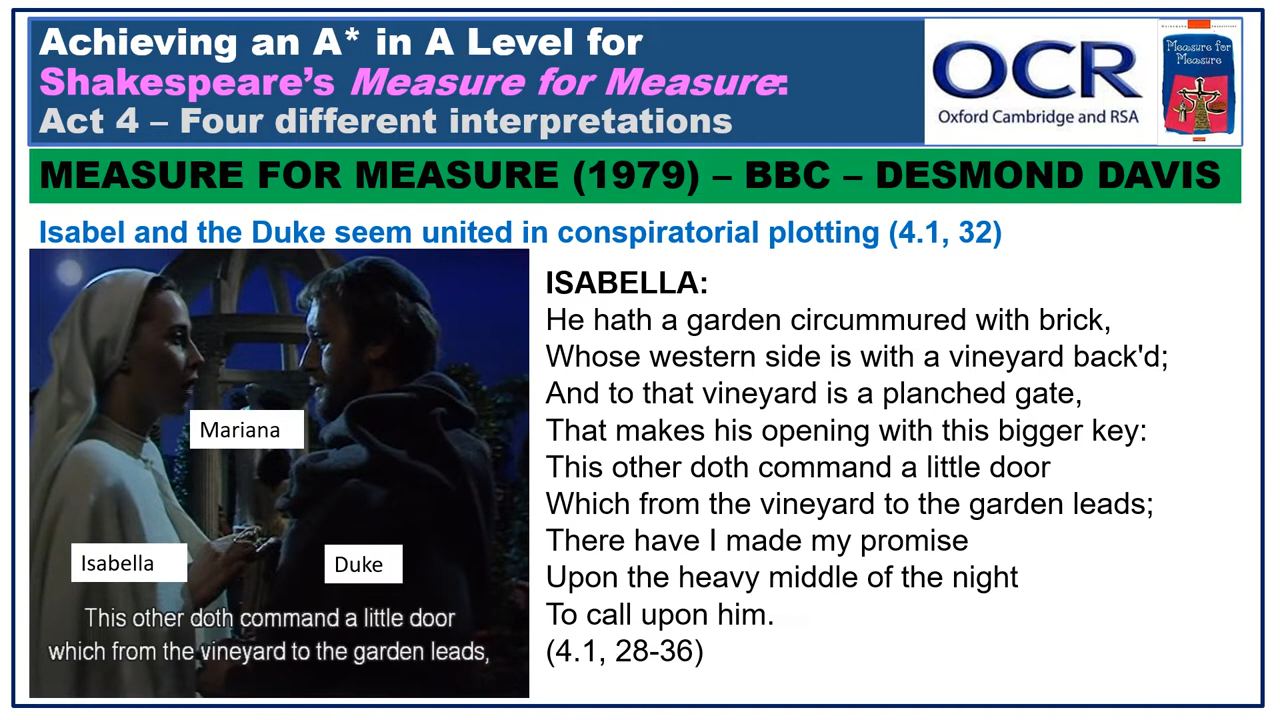 Achieving an A* in A Level for
Shakespeare's Measure for Measure:
Act 4 – Four different interpretations
OCR
Oxford Cambridge and RSA
Measure for
Measure
MEASURE FOR MEASURE (1979) – BBC – DESMOND DAVIS
Isabel and the Duke seem united in conspiratorial plotting (4.1, 32)
Mariana
Isabella
Duke
This other doth command a little door
which from the vineyard to the garden leads,
ISABELLA:
He hath a garden circummured with brick,
Whose western side is with a vineyard back'd;
And to that vineyard is a planched gate,
That makes his opening with this bigger key:
This other doth command a little door
Which from the vineyard to the garden leads;
There have I made my promise
Upon the heavy middle of the night
To call upon him.
(4.1, 28-36)